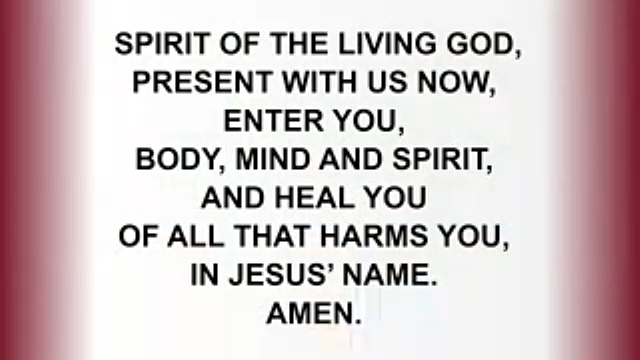 SPIRIT OF THE LIVING GOD,
PRESENT WITH US NOW,
ENTER YOU,
BODY, MIND AND SPIRIT,
AND HEAL YOU
OF ALL THAT HARMS YOU,
IN JESUS’ NAME.
AMEN.